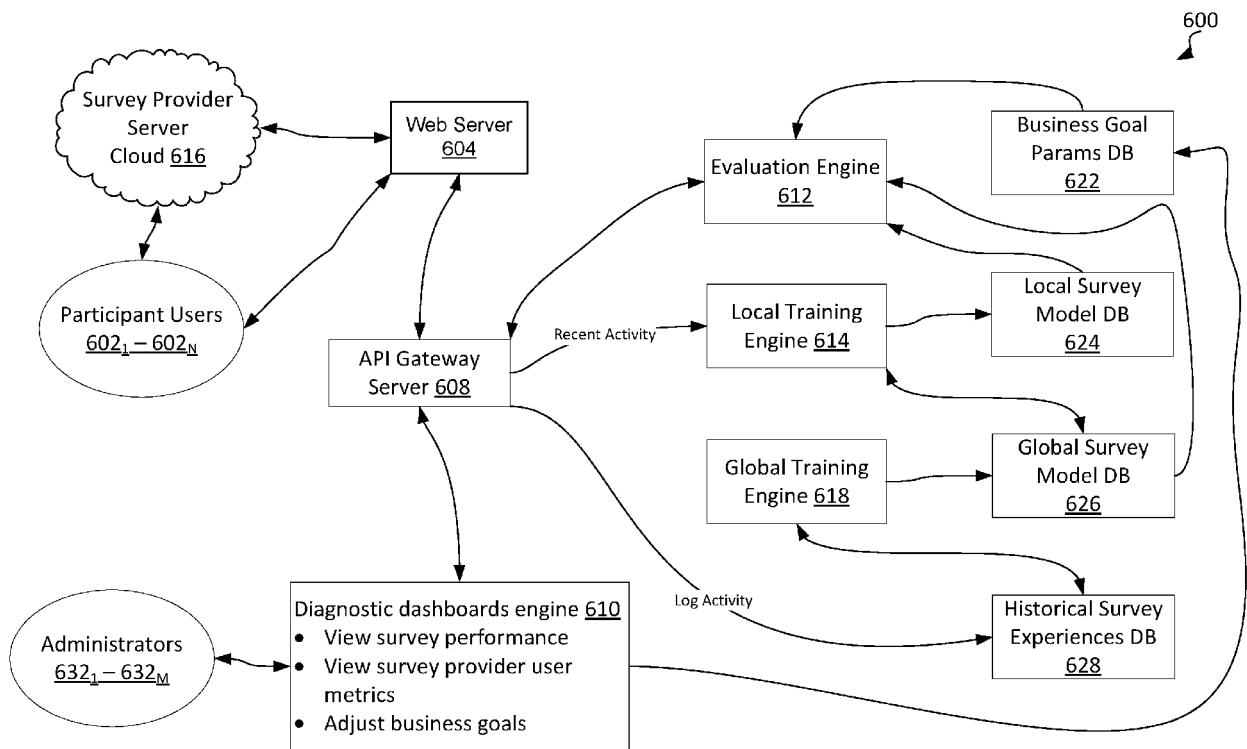 600
Survey Provider
Server
Cloud 616
Web Server
604
Business Goal
Params DB
622
Evaluation Engine
612
Participant Users
602₁ – 602N
Local Survey
Model DB
624
Local Training
Engine 614
Recent Activity
API Gateway
Server 608
Global Survey
Model DB
626
Global Training
Engine 618
Log Activity
Historical Survey
Experiences DB
628
Diagnostic dashboards engine 610
• View survey performance
• View survey provider user
metrics
• Adjust business goals
Administrators
632₁ – 632M